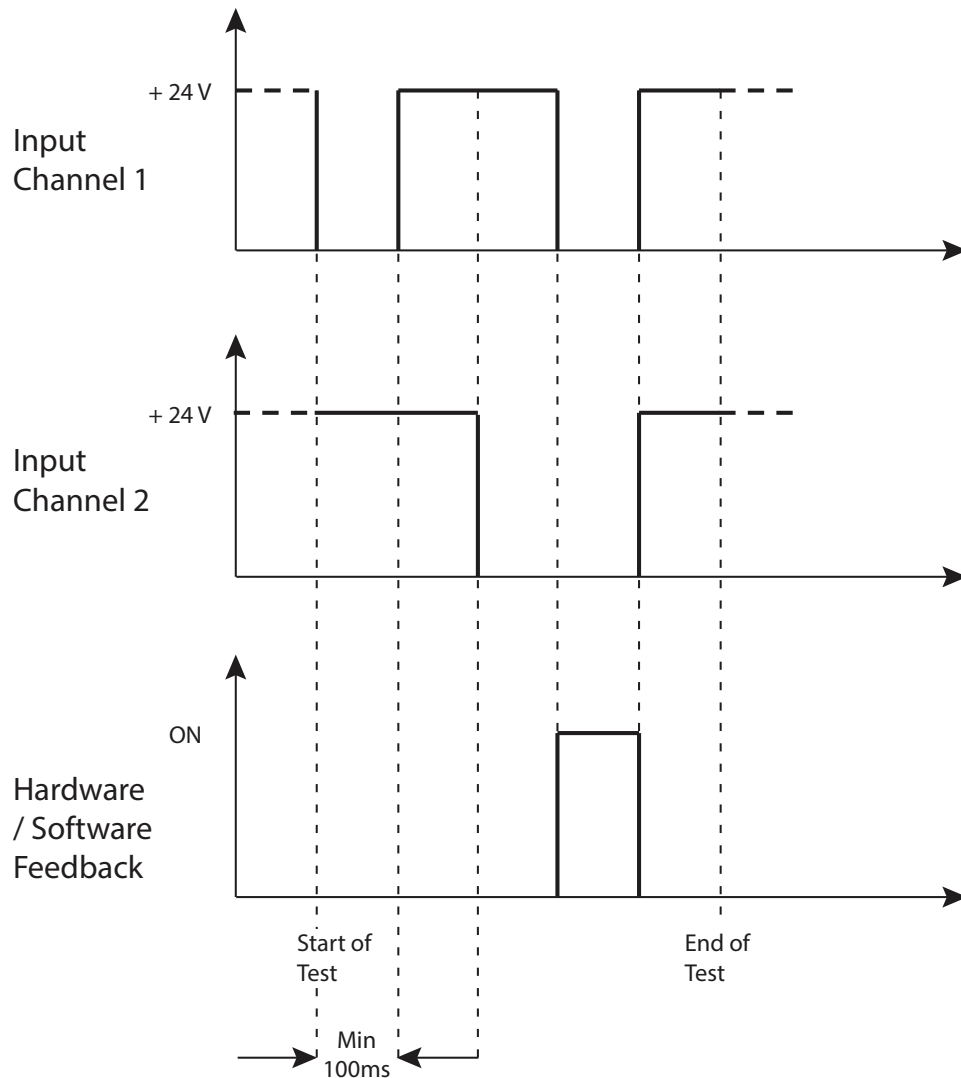 + 24 V
Input
Channel 1
+ 24 V
Input
Channel 2
ON
Hardware
/ Software
Feedback
Start of
Test
End of
Test
Min
100ms